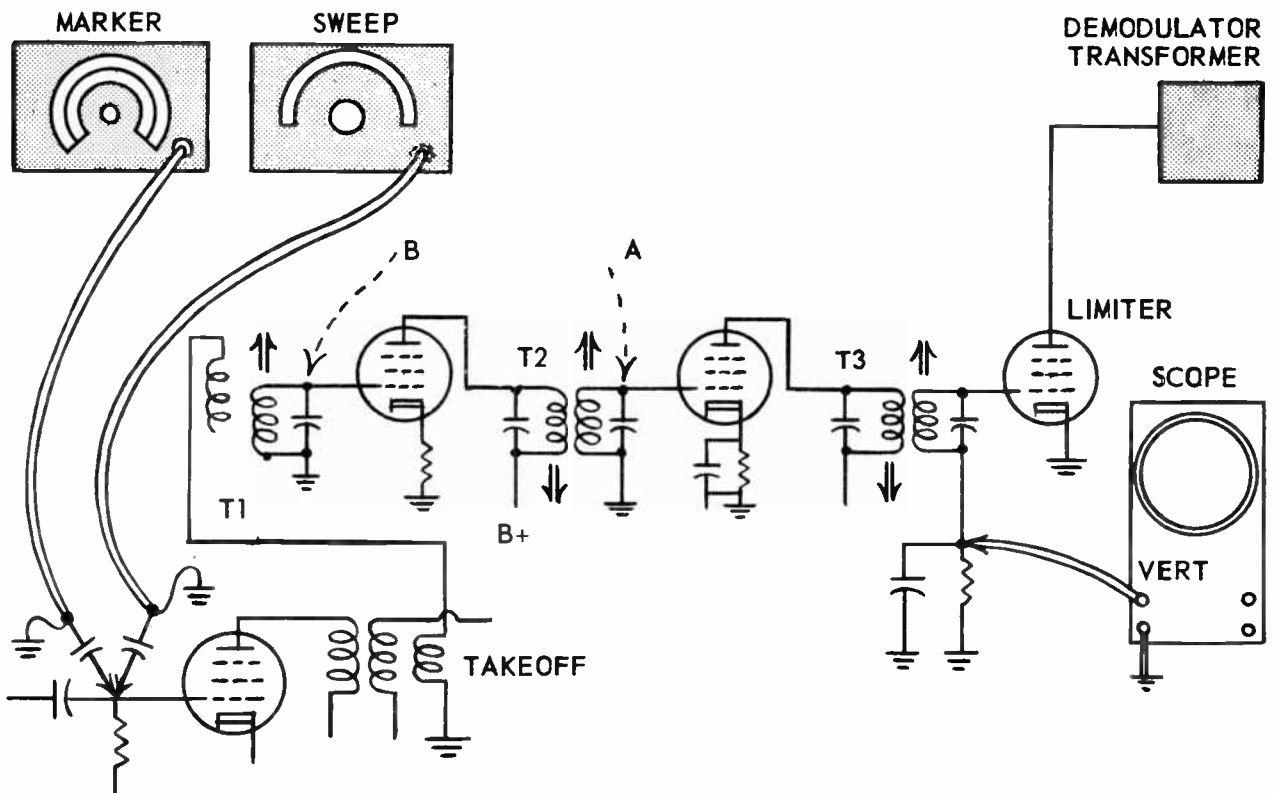 MARKER
SWEEP
DEMODULATOR
TRANSFORMER
B
A
LIMITER
T2
T3
SCOPE
T1
B+
VERT
TAKEOFF